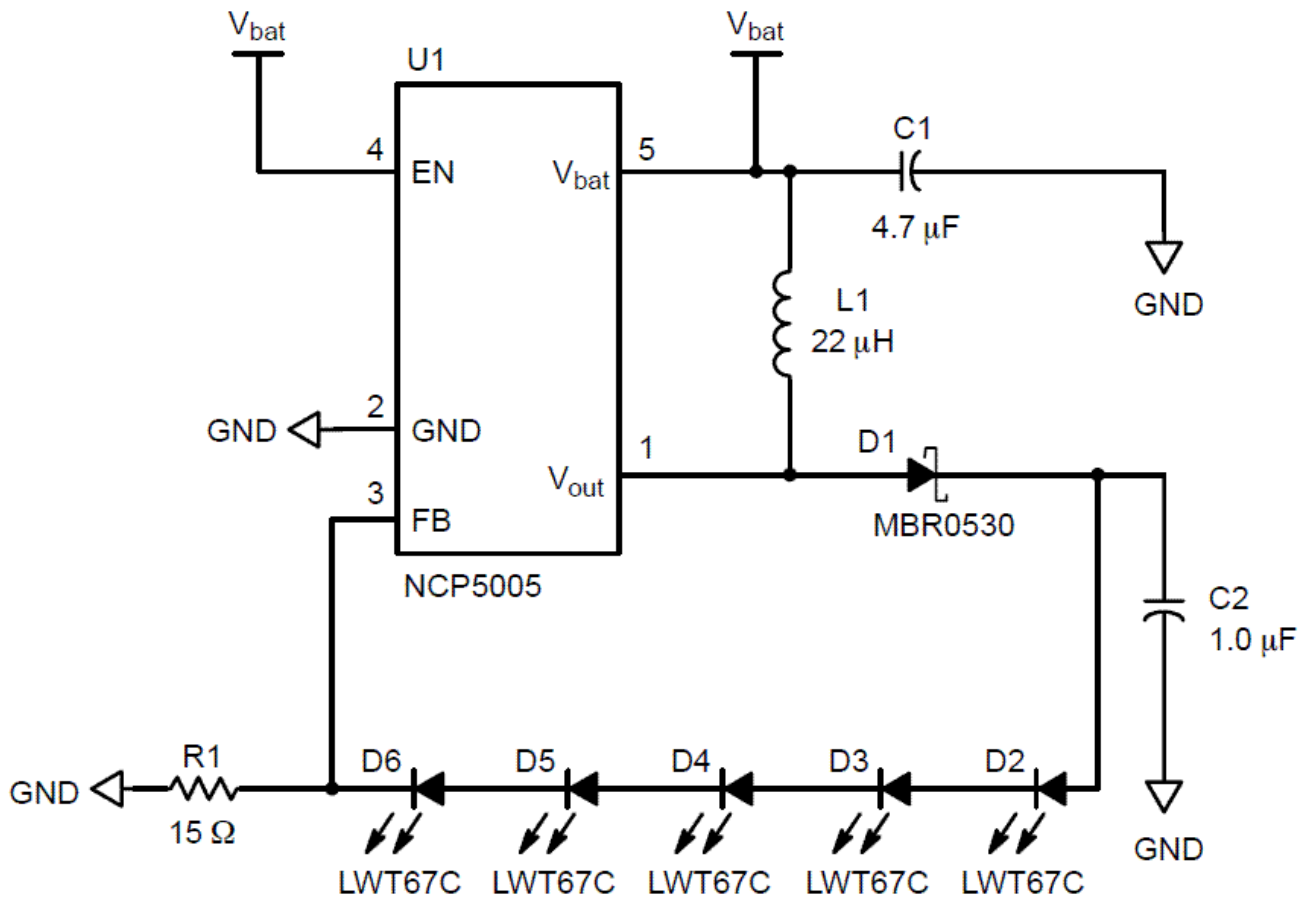 Vbat
Vbat
U1
C1
4
5
EN
Vbat
4.7 μF
GND
L1
22 μH
2
GND
GND
1
D1
Vout
3
FB
MBR0530
NCP5005
C2
1.0 μF
R1
D6
D5
D4
D3
D2
GND
15 Ω
GND
LWT67C
LWT67C
LWT67C
LWT67C
LWT67C